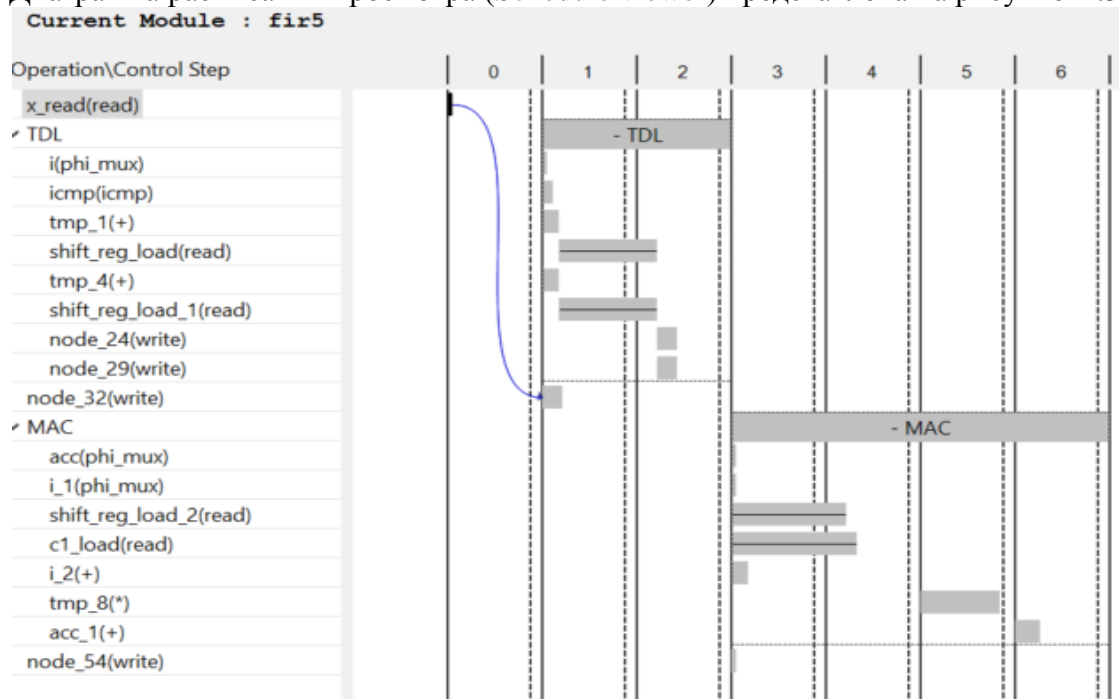 (Schedule Viewer)
Current Module : fir5
Operation\Control Step 0 1 2 3 4 5 6
x_read(read)
TDL - TDL
i(phi_mux)
icmp(icmp)
tmp_1(+)
shift_reg_load(read)
tmp_4(+)
shift_reg_load_1(read)
node_24(write)
node_29(write)
node_32(write)
MAC - MAC
acc(phi_mux)
i_1(phi_mux)
shift_reg_load_2(read)
c1_load(read)
i_2(+)
tmp_8(*)
acc_1(+)
node_54(write)